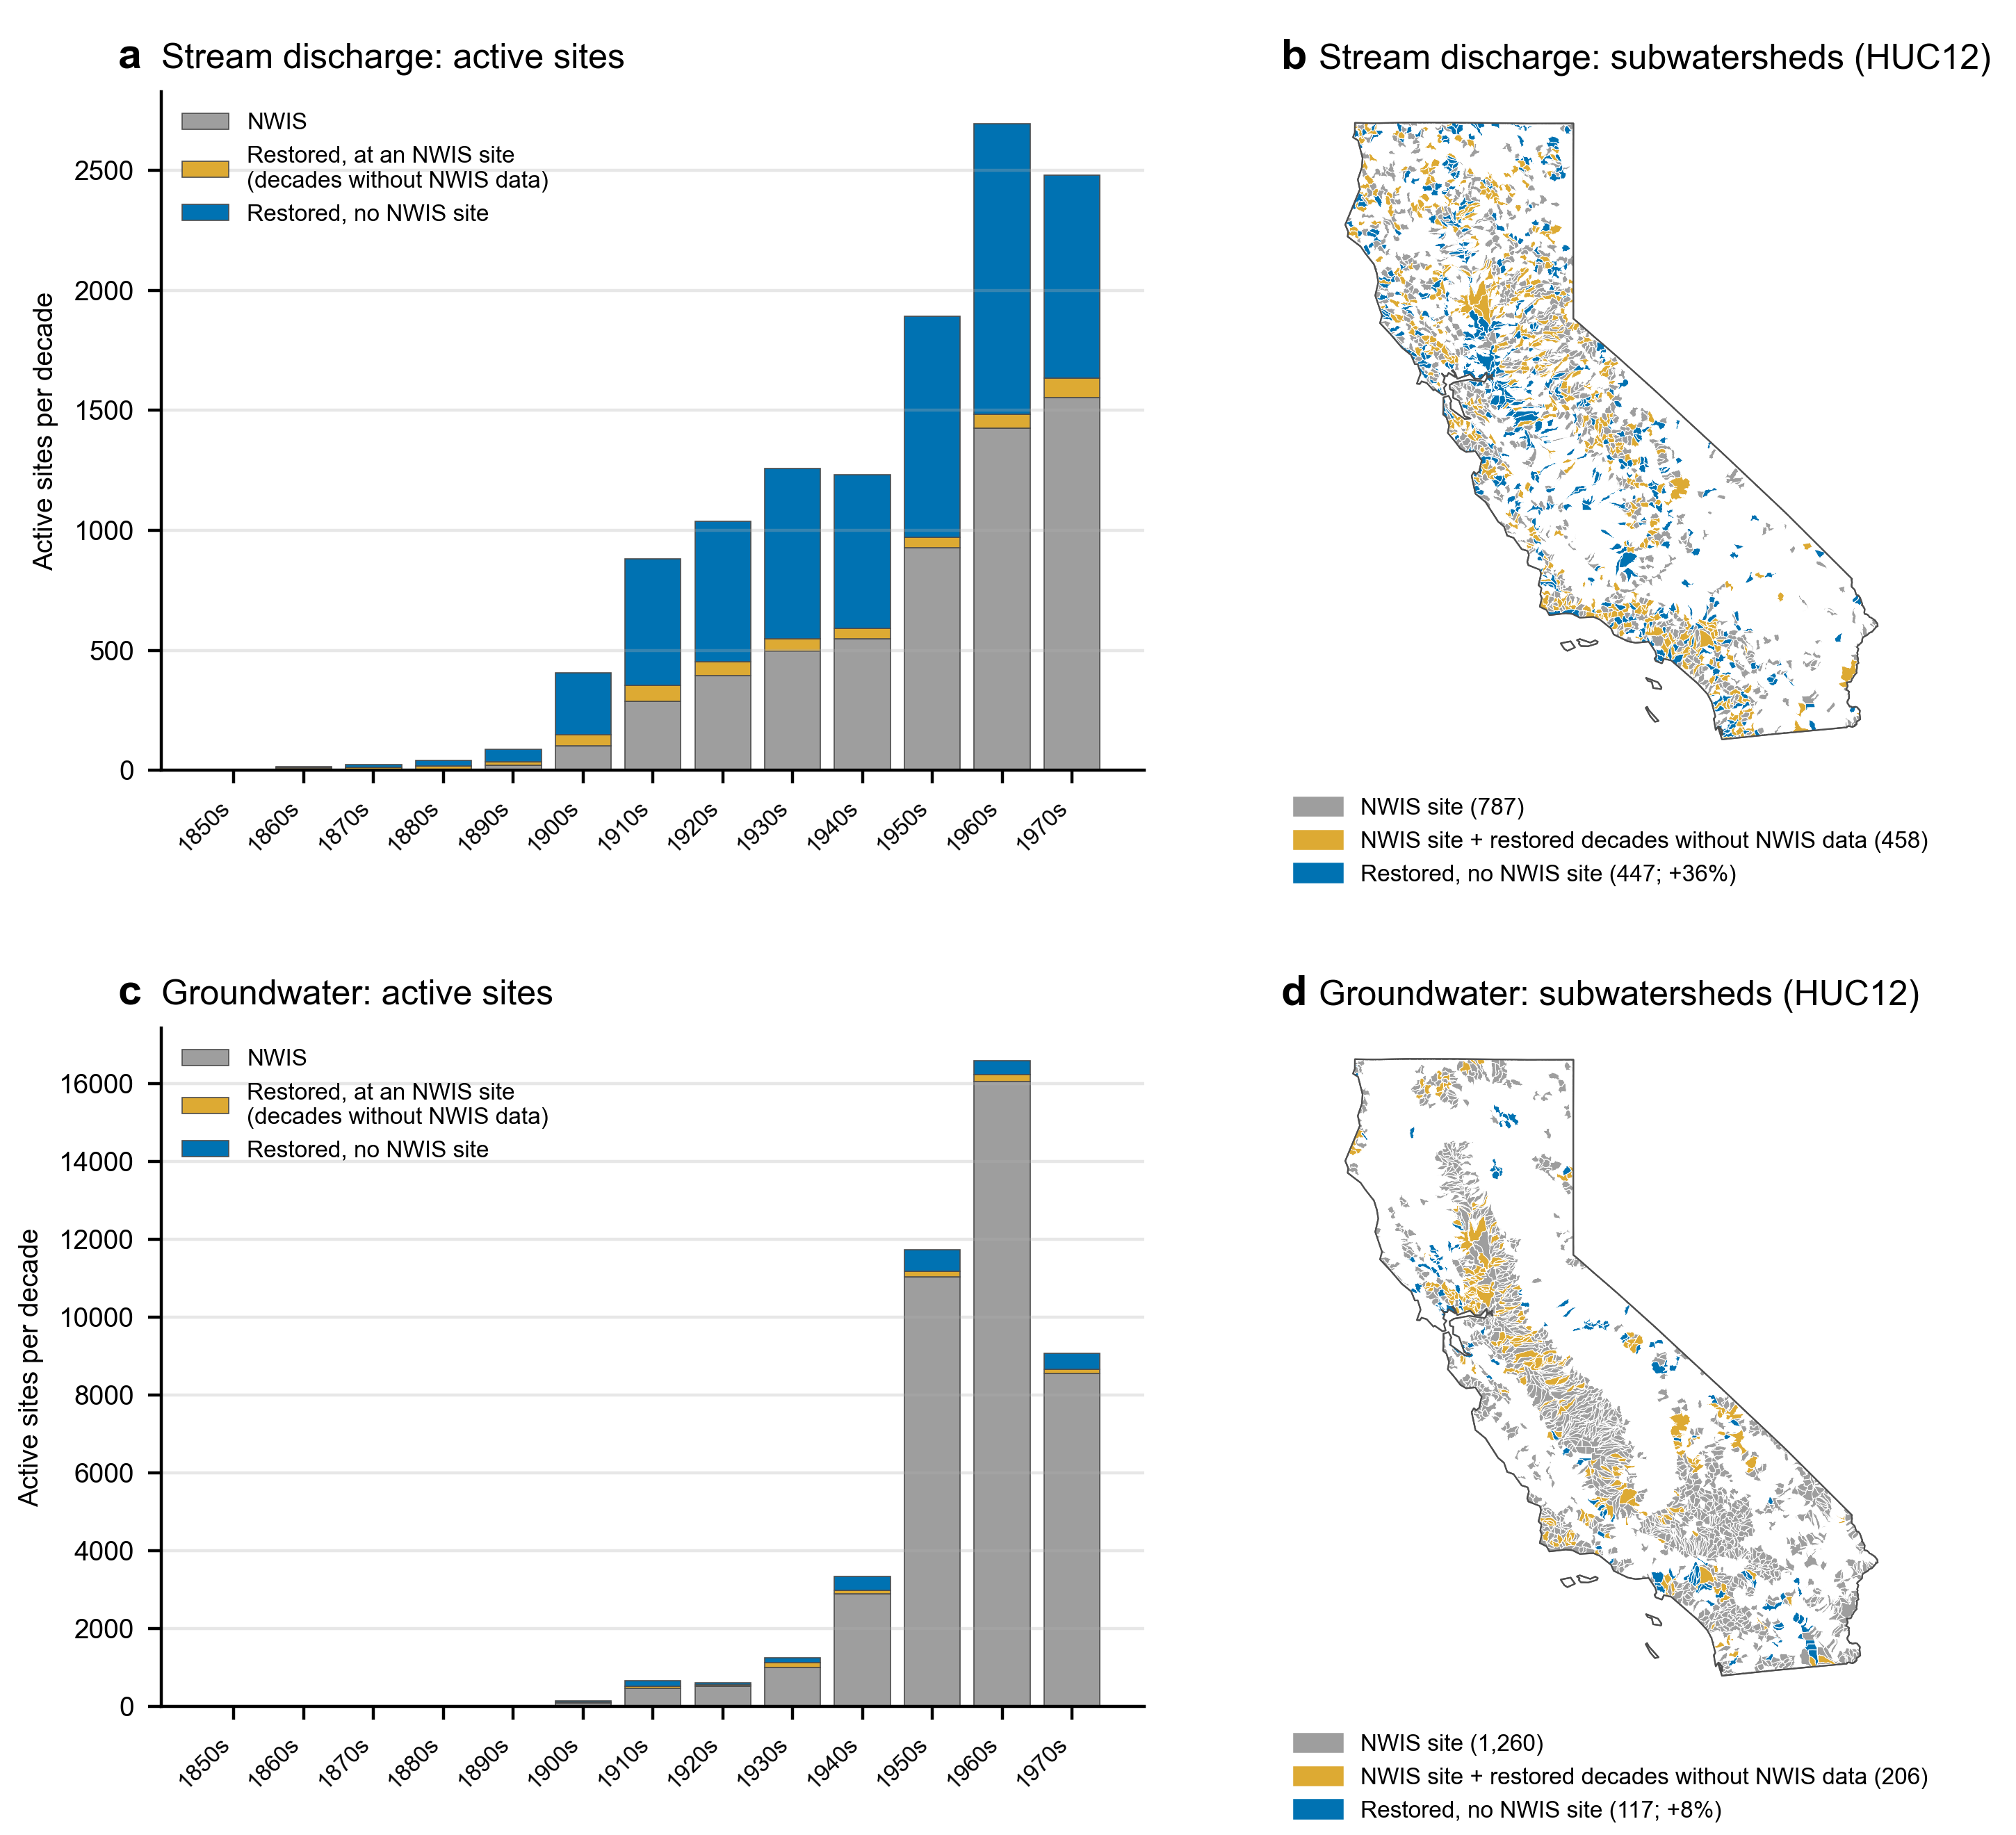 a Stream discharge: active sites
NWIS
Restored, at an NWIS site
(decades without NWIS data)
Restored, no NWIS site
Active sites per decade
2500
2000
1500
1000
500
0
1850s
1860s
1870s
1880s
1890s
1900s
1910s
1920s
1930s
1940s
1950s
1960s
1970s
b Stream discharge: subwatersheds (HUC12)
NWIS site (787)
NWIS site + restored decades without NWIS data (458)
Restored, no NWIS site (447; +36%)
c Groundwater: active sites
NWIS
Restored, at an NWIS site
(decades without NWIS data)
Restored, no NWIS site
Active sites per decade
16000
14000
12000
10000
8000
6000
4000
2000
0
1850s
1860s
1870s
1880s
1890s
1900s
1910s
1920s
1930s
1940s
1950s
1960s
1970s
d Groundwater: subwatersheds (HUC12)
NWIS site (1,260)
NWIS site + restored decades without NWIS data (206)
Restored, no NWIS site (117; +8%)